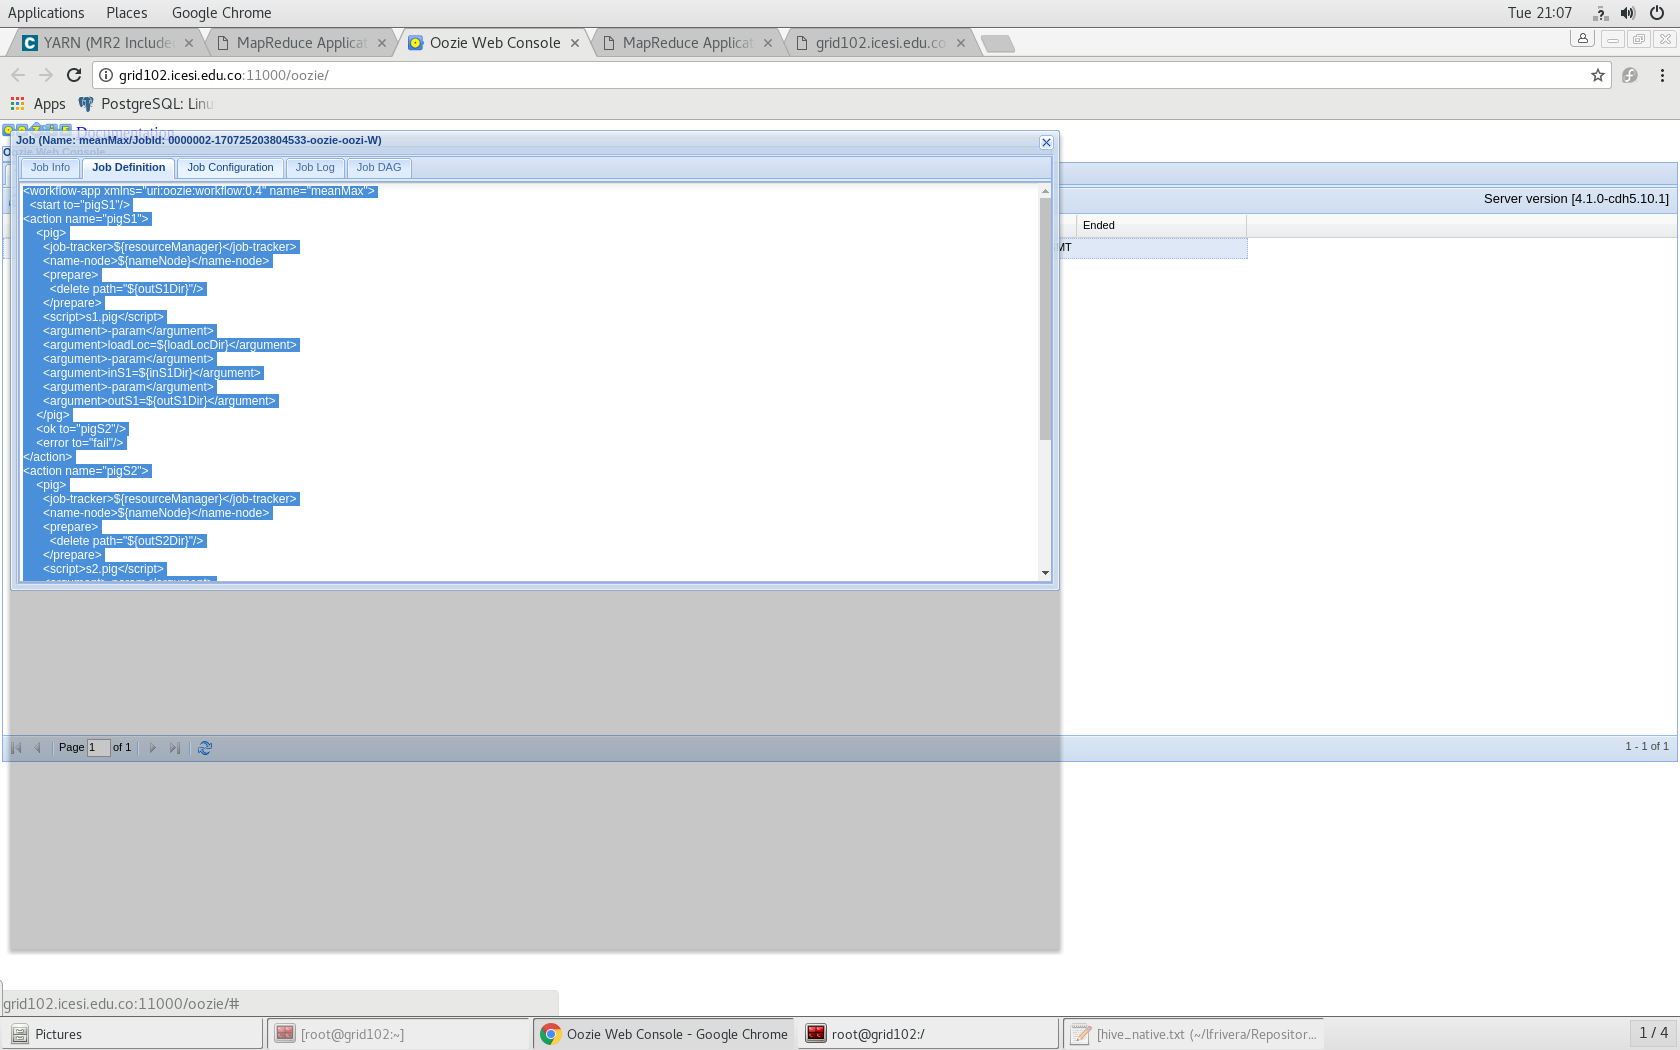 Applications Places Google Chrome Tue 21:07
YARN (MR2 Include MapReduce Applicat Oozie Web Console MapReduce Applicat grid102.icesi.edu.co
grid102.icesi.edu.co:11000/oozie/
Apps PostgreSQL: Linu
Documentation
Job (Name: meanMax/JobId: 0000002-170725203804533-oozie-oozi-W)
Oozie Web Console
Job Info Job Definition Job Configuration Job Log Job DAG
Server version [4.1.0-cdh5.10.1]
Ended
MT
<workflow-app xmlns="uri:oozie:workflow:0.4" name="meanMax">
<start to="pigS1"/>
<action name="pigS1">
<pig>
<job-tracker>${resourceManager}</job-tracker>
<name-node>${nameNode}</name-node>
<prepare>
<delete path="${outS1Dir}"/>
</prepare>
<script>s1.pig</script>
<argument>-param</argument>
<argument>loadLoc=${loadLocDir}</argument>
<argument>-param</argument>
<argument>inS1=${inS1Dir}</argument>
<argument>-param</argument>
<argument>outS1=${outS1Dir}</argument>
</pig>
<ok to="pigS2"/>
<error to="fail"/>
</action>
<action name="pigS2">
<pig>
<job-tracker>${resourceManager}</job-tracker>
<name-node>${nameNode}</name-node>
<prepare>
<delete path="${outS2Dir}"/>
</prepare>
<script>s2.pig</script>
<argument>-param</argument>
Page 1 of 1 1 - 1 of 1
grid102.icesi.edu.co:11000/oozie/#
Pictures [root@grid102:~] Oozie Web Console - Google Chrome root@grid102:/ [hive_native.txt (~/lfrivera/Repositor... 1 / 4